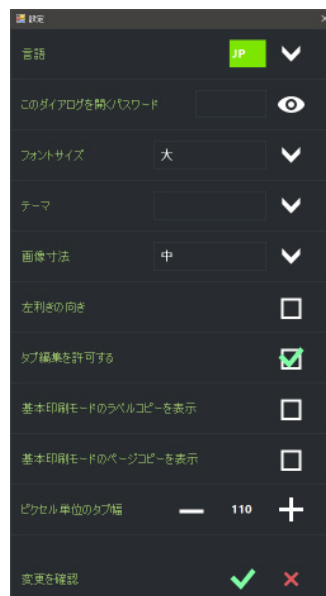 設定
言語 JP
このダイアログを開くパスワード
フォントサイズ 大
テーマ
画像寸法 中
左利きの向き
タブ編集を許可する
基本印刷モードのラベルコピーを表示
基本印刷モードのページコピーを表示
ピクセル単位のタブ幅 110
変更を確認